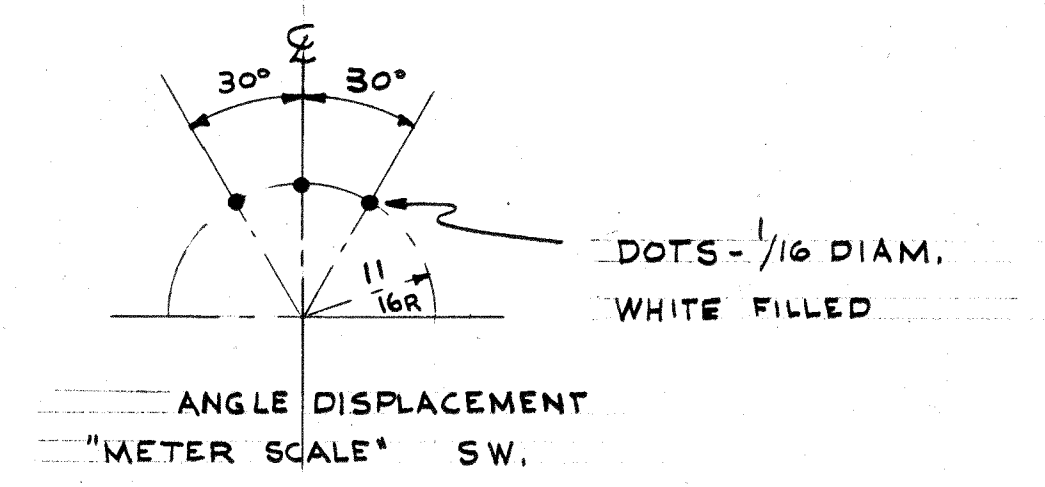 ℄
30° 30°
11/16R
DOTS - 1/16 DIAM.
WHITE FILLED
ANGLE DISPLACEMENT
"METER SCALE" SW.